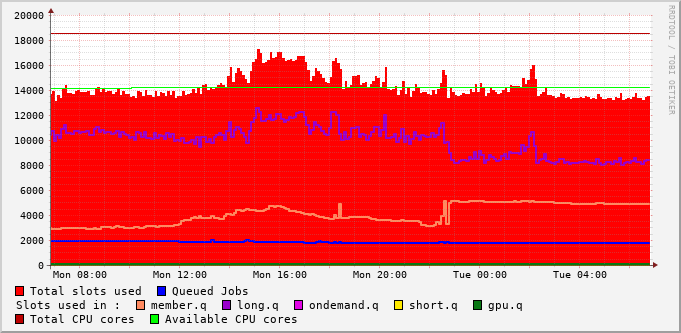 20000
18000
16000
14000
12000
10000
8000
6000
4000
2000
0
Mon 08:00 Mon 12:00 Mon 16:00 Mon 20:00 Tue 00:00 Tue 04:00
RRDTOOL / TOBI OETIKER
Total slots used Queued Jobs
Slots used in : member.q long.q ondemand.q short.q gpu.q
Total CPU cores Available CPU cores